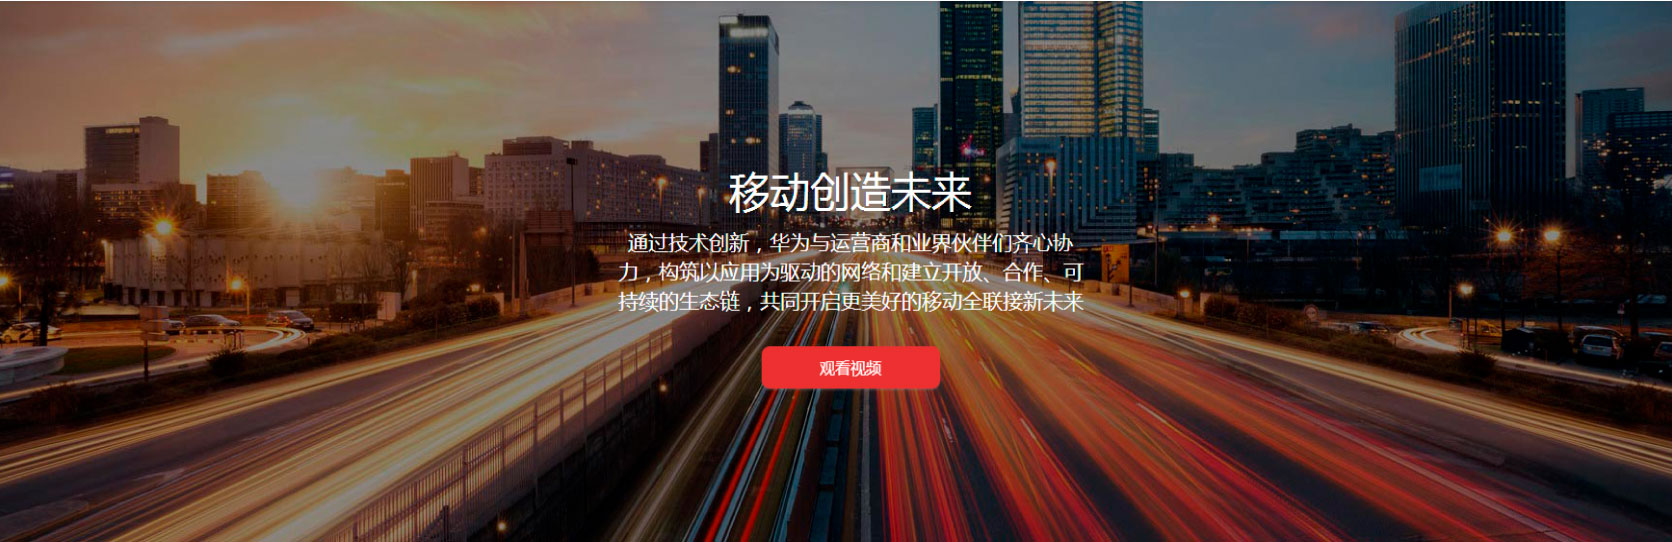 移动创造未来
通过技术创新，华为与运营商和业界伙伴们齐心协
力，构筑以应用为驱动的网络和建立开放、合作、可
持续的生态链，共同开启更美好的移动全联接新未来
观看视频